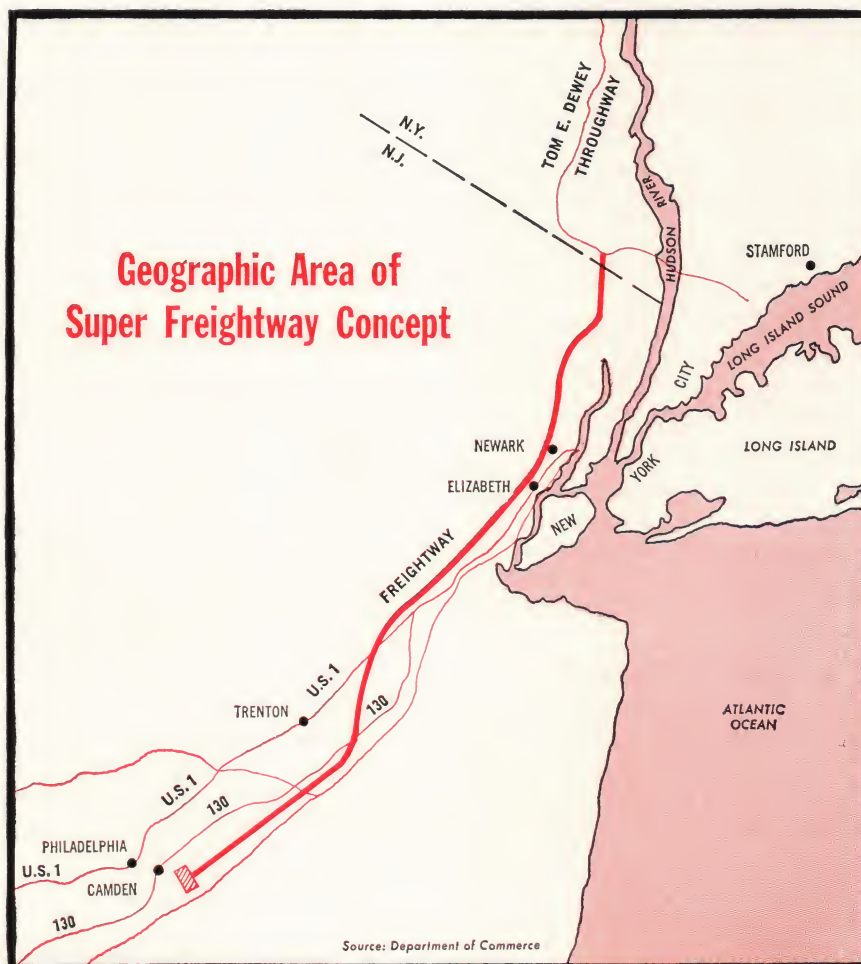 TOM E. DEWEY
THROUGHWAY
N.Y.
N.J.
HUDSON
RIVER
STAMFORD
Geographic Area of
Super Freightway Concept
LONG ISLAND SOUND
CITY
NEWARK
LONG ISLAND
YORK
ELIZABETH
NEW
FREIGHTWAY
U.S. 1
TRENTON
130
ATLANTIC
OCEAN
U.S. 1
130
PHILADELPHIA
U.S. 1
CAMDEN
130
Source: Department of Commerce